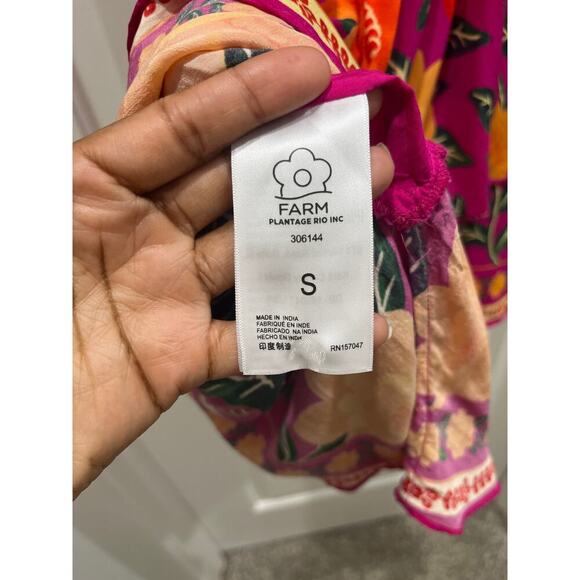 FARM
PLANTAGE RIO INC
306144
S
MADE IN INDIA
FABRIQUÉ EN INDE
FABRICADO NA INDIA
HECHO EN INDIA
印度制造
RN157047